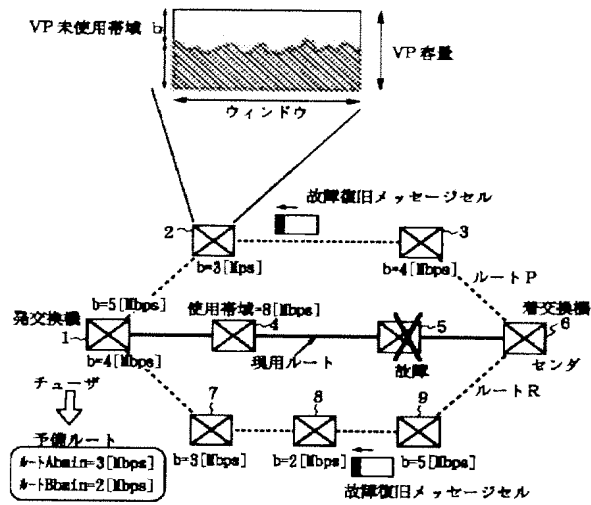 VP未使用帯域 b
VP容量
ウィンドウ
故障復旧メッセージセル
2
3
b=3[Mps]
b=4[Mbps]
ルートP
b=5[Mbps]
使用帯域=8[Mbps]
発交換機
着交換機
1
4
5
6
b=4[Mbps]
現用ルート
故障
センダ
チューザ
ルートR
7
8
9
予備ルート
b=3[Mbps]
b=2[Mbps]
b=5[Mbps]
ルートAbmin=3[Mbps]
ルートBbmin=2[Mbps]
故障復旧メッセージセル